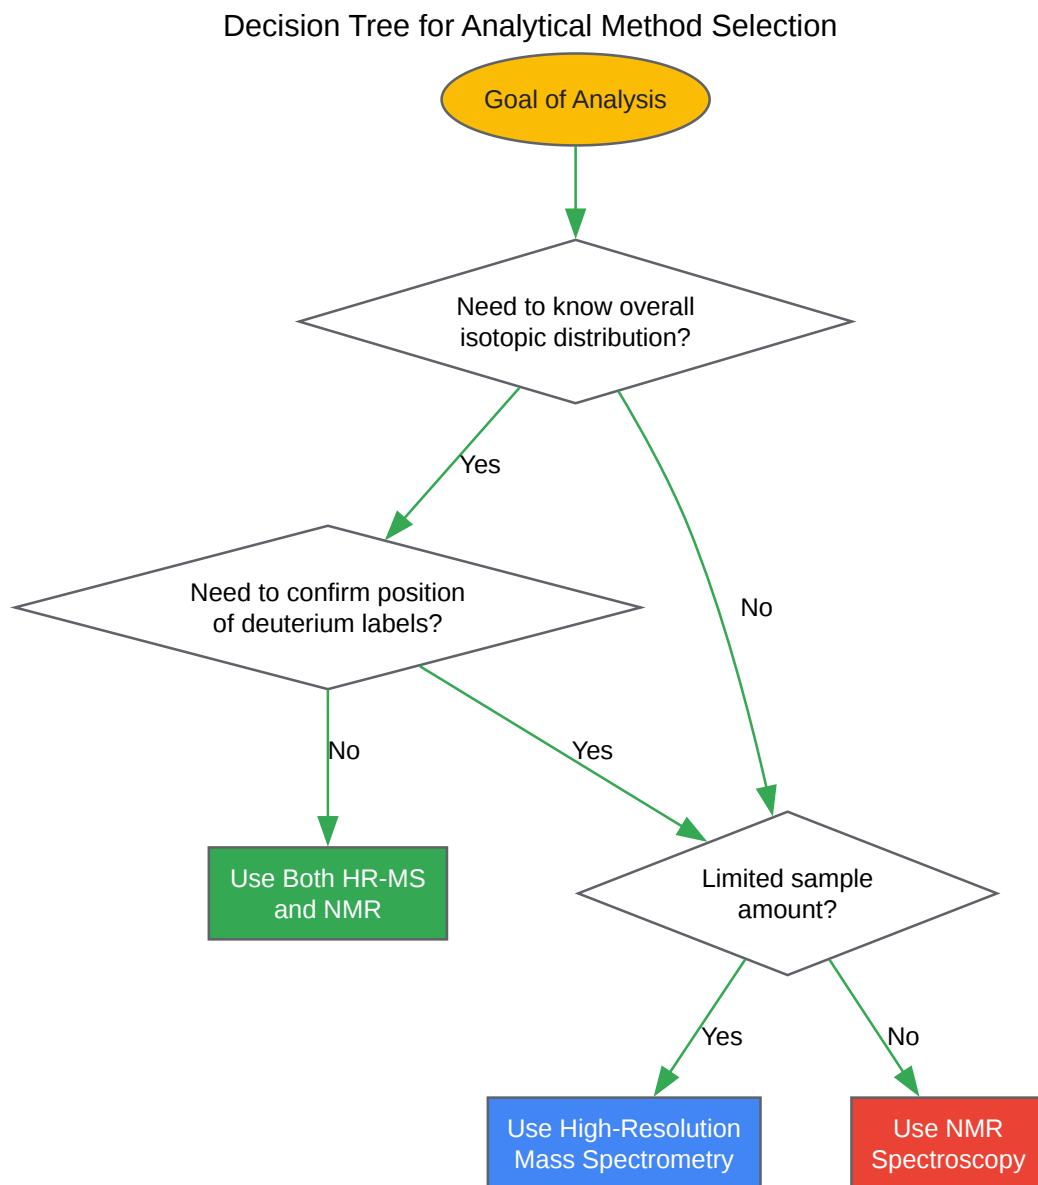 Decision Tree for Analytical Method Selection
Goal of Analysis
Need to know overall
isotopic distribution?
Yes
Need to confirm position
of deuterium labels?
No
No
Yes
Use Both HR-MS
and NMR
Limited sample
amount?
Yes
No
Use High-Resolution
Mass Spectrometry
Use NMR
Spectroscopy